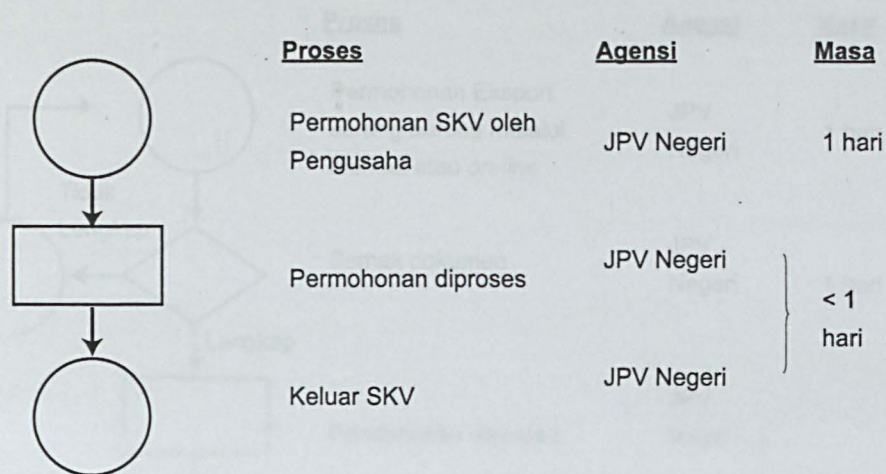 Proses Agensi Masa
Permohonan SKV oleh
Pengusaha
JPV Negeri 1 hari
Permohonan diproses
JPV Negeri
< 1
hari
Keluar SKV
JPV Negeri